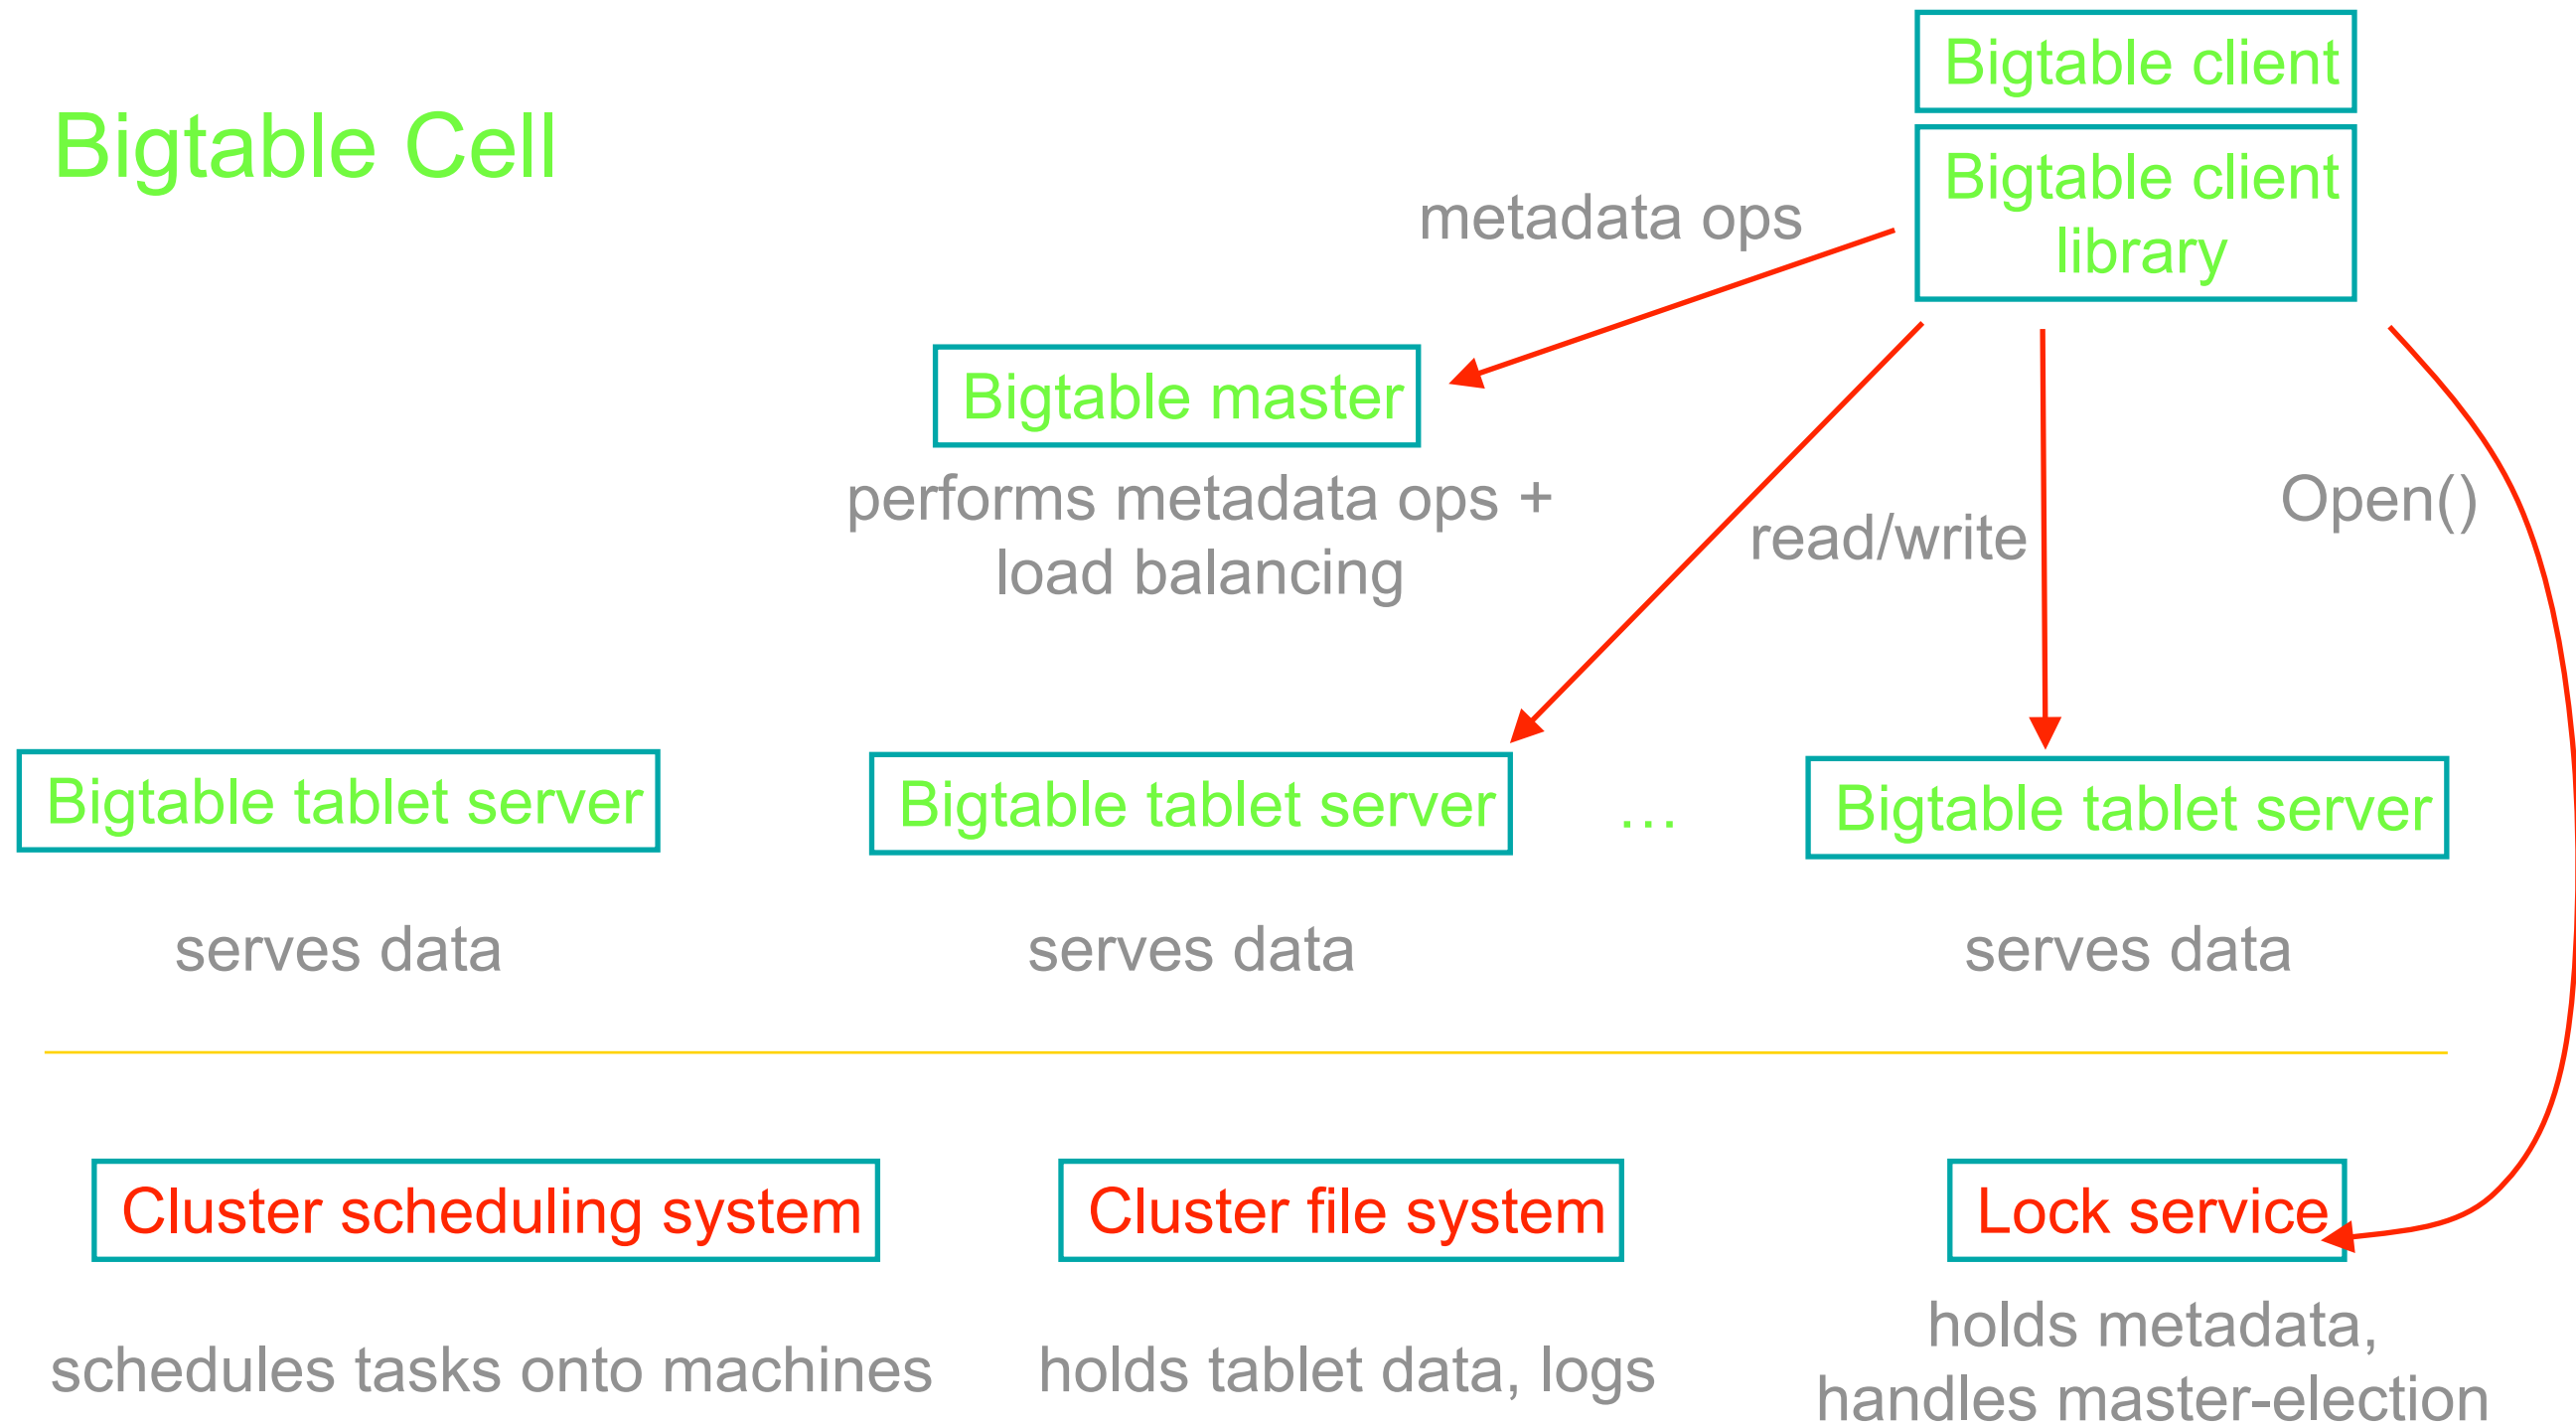 Bigtable Cell
Bigtable client
Bigtable client
library
metadata ops
Bigtable master
performs metadata ops +
load balancing
read/write
Open()
Bigtable tablet server
Bigtable tablet server
...
Bigtable tablet server
serves data
serves data
serves data
Cluster scheduling system
Cluster file system
Lock service
schedules tasks onto machines
holds tablet data, logs
holds metadata,
handles master-election